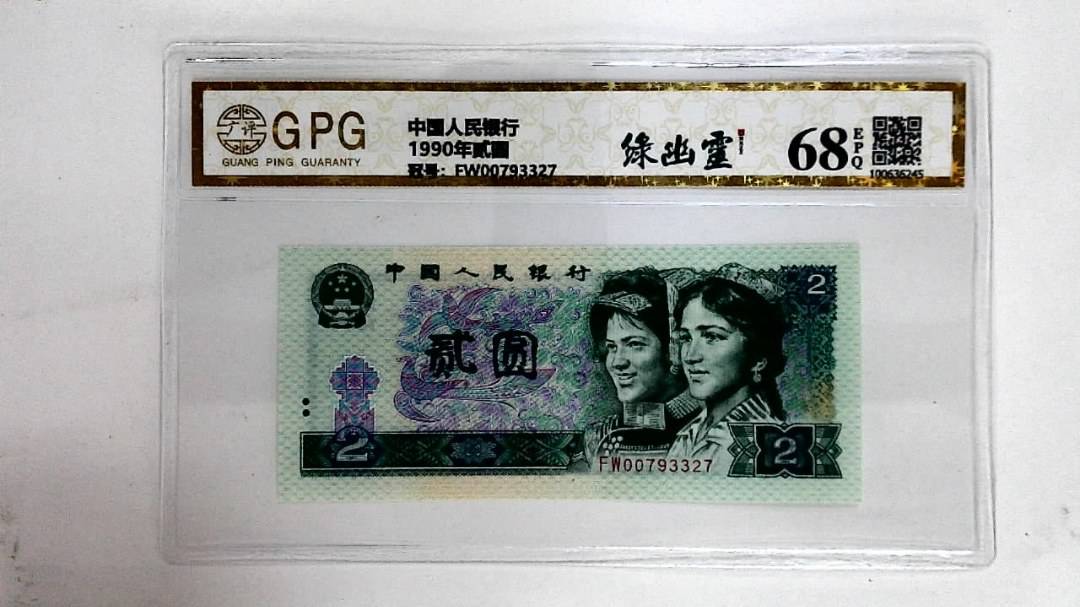 GPG
GUANG PING GUARANTY
广评
中国人民银行
1990年贰圆
冠号：FW00793327
绿幽灵
68 EPQ
100636245
中国人民银行
贰圆
2
2
FW00793327
2